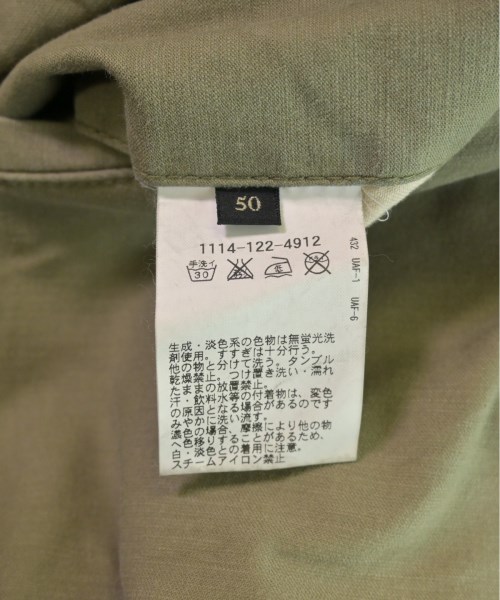 50
1114-122-4912
手洗イ
30
432 UAF-1 UAF-6
生成・淡色系の色物は無蛍光洗
剤使用。すすぎは十分行う。
他の物と分けて洗う。タンブル
乾燥禁止。つけ置き洗い・濡れ
たままの放置禁止。
汗・飲料水等の付着物は、変色
の原因となる場合があるのです
みやかに洗い流す。
濃色の場合、摩擦により他の物
へ色移りすることがあるため、
白・淡色との着用に注意。
スチームアイロン禁止